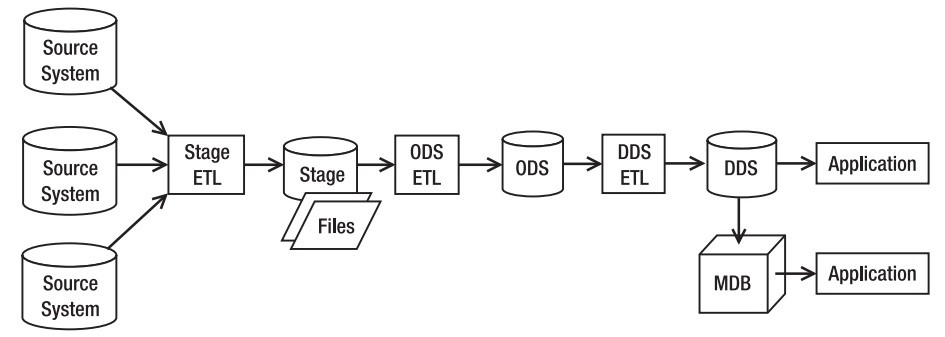 Source
System
Source
System
Source
System
Stage
ETL
Stage
Files
ODS
ETL
ODS
DDS
ETL
DDS
Application
MDB
Application